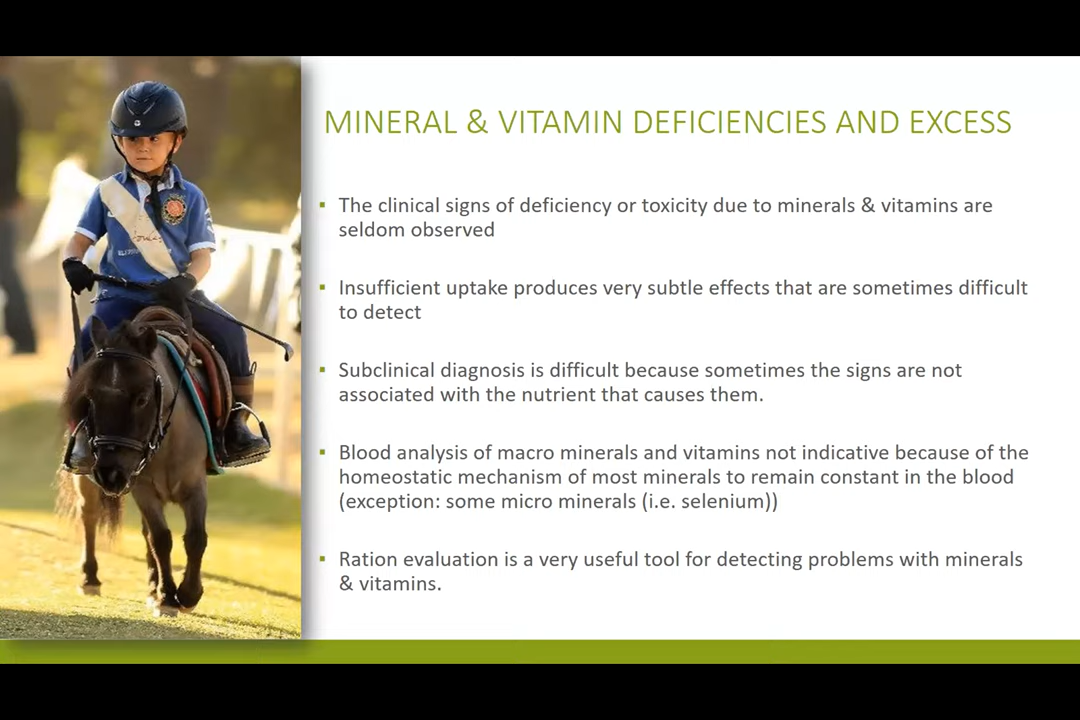 MINERAL & VITAMIN DEFICIENCIES AND EXCESS
▪ The clinical signs of deficiency or toxicity due to minerals & vitamins are
seldom observed
▪ Insufficient uptake produces very subtle effects that are sometimes difficult
to detect
▪ Subclinical diagnosis is difficult because sometimes the signs are not
associated with the nutrient that causes them.
▪ Blood analysis of macro minerals and vitamins not indicative because of the
homeostatic mechanism of most minerals to remain constant in the blood
(exception: some micro minerals (i.e. selenium))
▪ Ration evaluation is a very useful tool for detecting problems with minerals
& vitamins.